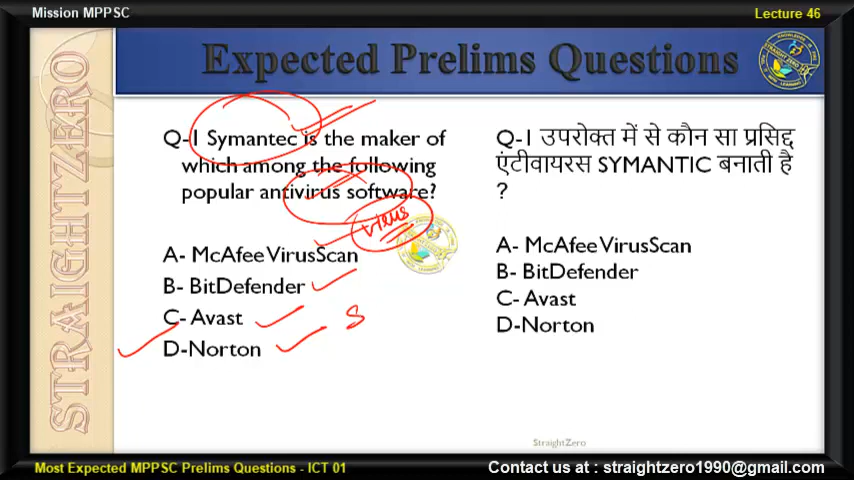 Mission MPPSC
Lecture 46
Expected Prelims Questions
STRAIGHTZERO
Q-1 Symantec is the maker of
which among the following
popular antivirus software?
virus
A- McAfee VirusScan
B- BitDefender
C- Avast
S
D-Norton
Q-1 उपरोक्त में से कौन सा प्रसिद्द
एंटीवायरस SYMANTIC बनाती है
?
A- McAfee VirusScan
B- BitDefender
C- Avast
D-Norton
StraightZero
Most Expected MPPSC Prelims Questions - ICT 01
Contact us at : straightzero1990@gmail.com